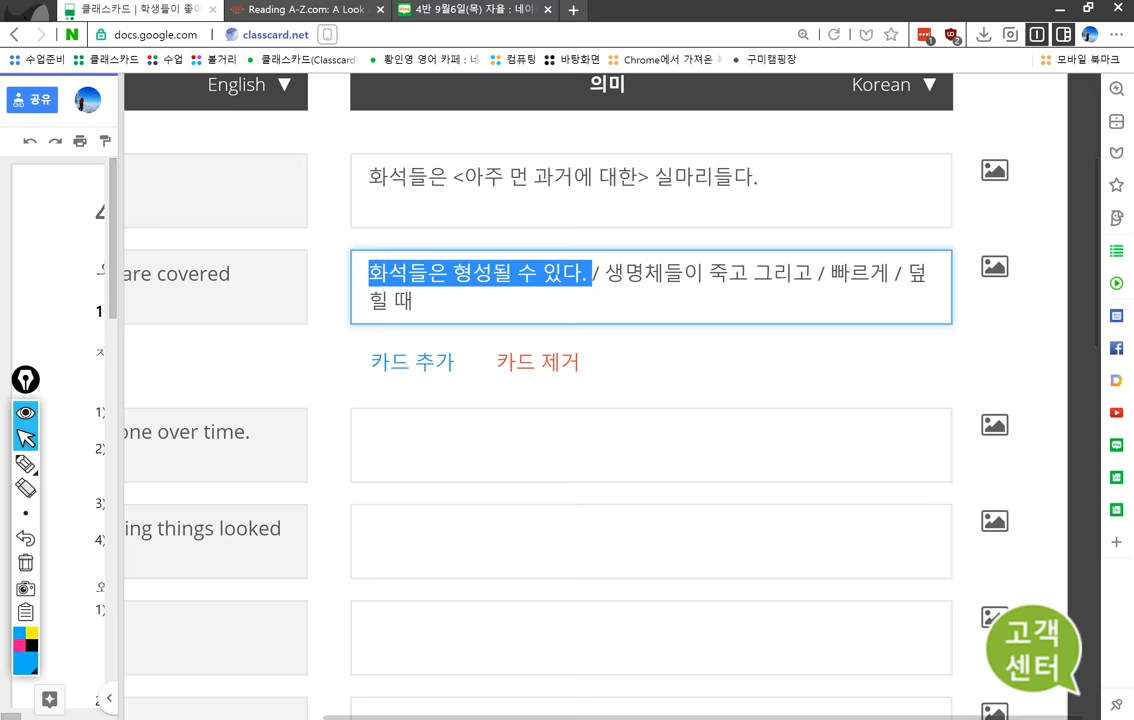 클래스카드 | 학생들이 좋아
Reading A-Z.com: A Look
4반 9월6일(목) 자율 : 네이
docs.google.com
classcard.net
1
2
수업준비
클래스카드
수업
볼거리
클래스카드(Classcard
황인영 영어 카페 : 네
컴퓨팅
바탕화면
Chrome에서 가져온
구미캠핑장
모바일 북마크
공유
English ▼
의미
Korean ▼
화석들은 <아주 먼 과거에 대한> 실마리들다.
are covered
화석들은 형성될 수 있다. / 생명체들이 죽고 그리고 / 빠르게 / 덮
힐 때
카드 추가
카드 제거
one over time.
ing things looked
1
1)
2)
3)
4)
1)
고객
센터